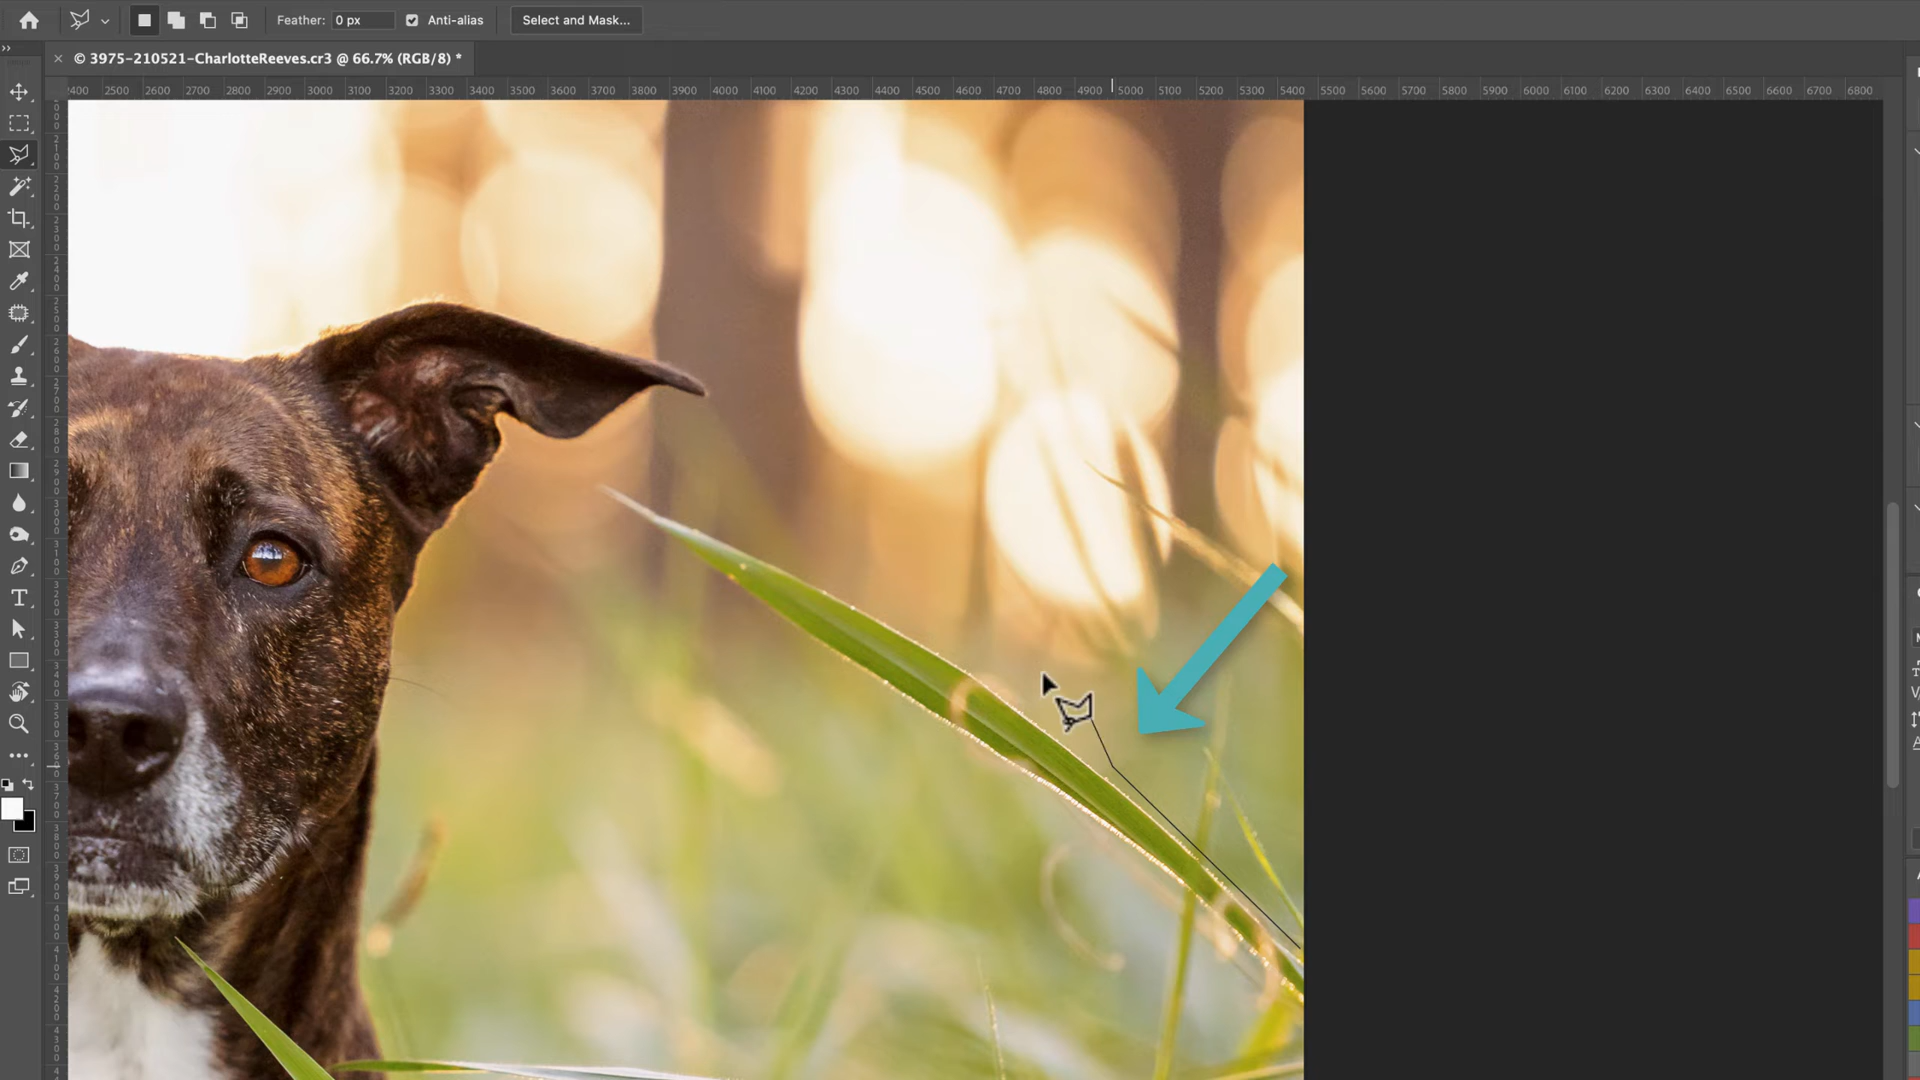 Feather: 0 px Anti-alias Select and Mask...
× © 3975-210521-CharlotteReeves.cr3 @ 66.7% (RGB/8) *
2400 2500 2600 2700 2800 2900 3000 3100 3200 3300 3400 3500 3600 3700 3800 3900 4000 4100 4200 4300 4400 4500 4600 4700 4800 4900 5000 5100 5200 5300 5400 5500 5600 5700 5800 5900 6000 6100 6200 6300 6400 6500 6600 6700 6800